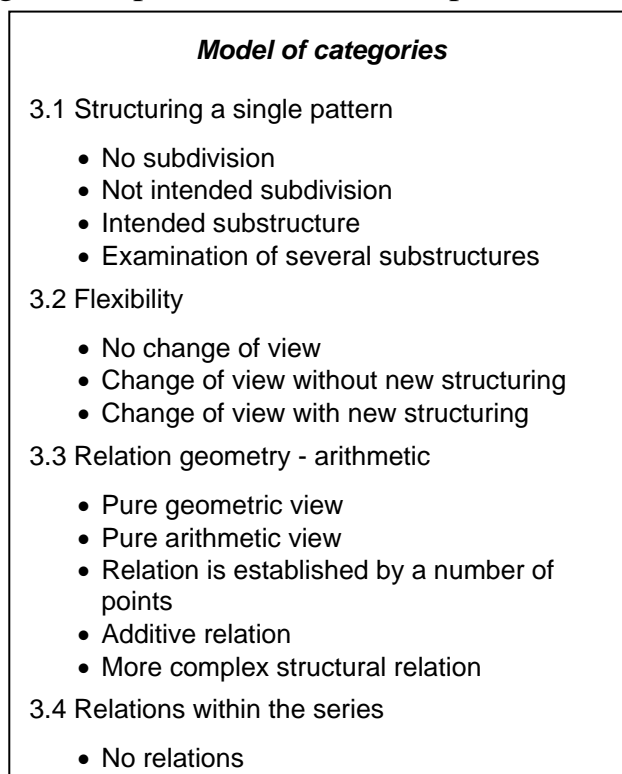 Model of categories
3.1 Structuring a single pattern
• No subdivision
• Not intended subdivision
• Intended substructure
• Examination of several substructures
3.2 Flexibility
• No change of view
• Change of view without new structuring
• Change of view with new structuring
3.3 Relation geometry - arithmetic
• Pure geometric view
• Pure arithmetic view
• Relation is established by a number of
points
• Additive relation
• More complex structural relation
3.4 Relations within the series
• No relations